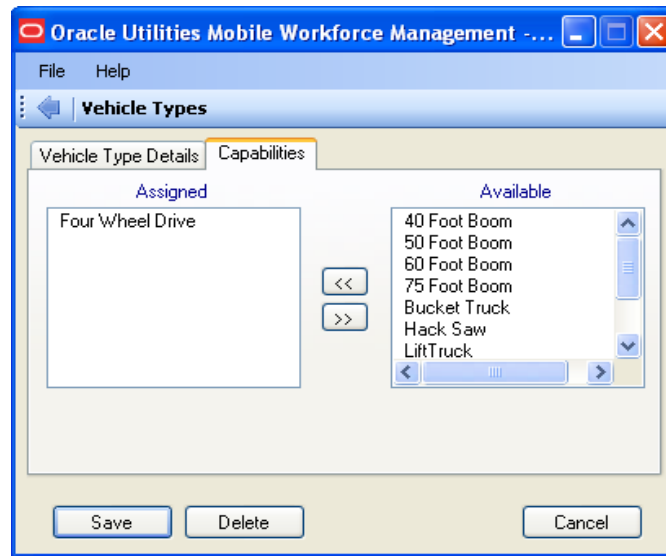 Oracle Utilities Mobile Workforce Management -...
File Help
Vehicle Types
Vehicle Type Details Capabilities
Assigned
Available
Four Wheel Drive
40 Foot Boom
50 Foot Boom
60 Foot Boom
75 Foot Boom
Bucket Truck
Hack Saw
LiftTruck
<<
>>
Save Delete Cancel